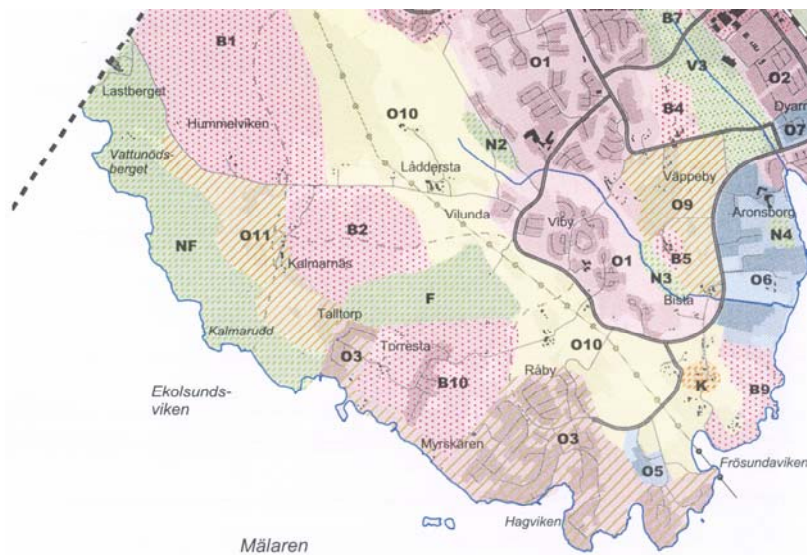 B7
B1
V3
O1
O2
Lastberget
Dyarn
O10
B4
O7
Hummelviken
N2
Vattunöds-
berget
Låddersta
Väppeby
Aronsborg
O9
Vilunda
B2
Viby
N4
NF
O11
B5
O1
Kalmarnäs
N3
O6
F
Bista
Talltorp
Kalmarudd
O3
Torresta
O10
Råby
B10
K
B9
Ekolsunds-
viken
Myrskären
O3
Frösundaviken
O5
Hagviken
Mälaren